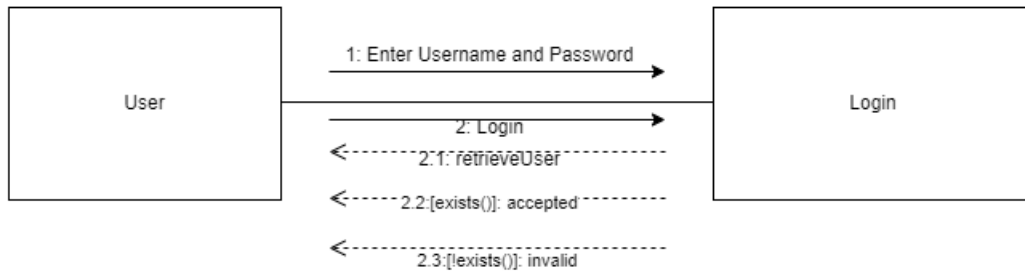 1: Enter Username and Password
User
Login
2: Login
2.1: retrieveUser
2.2:[exists()]: accepted
2.3:[!exists()]: invalid